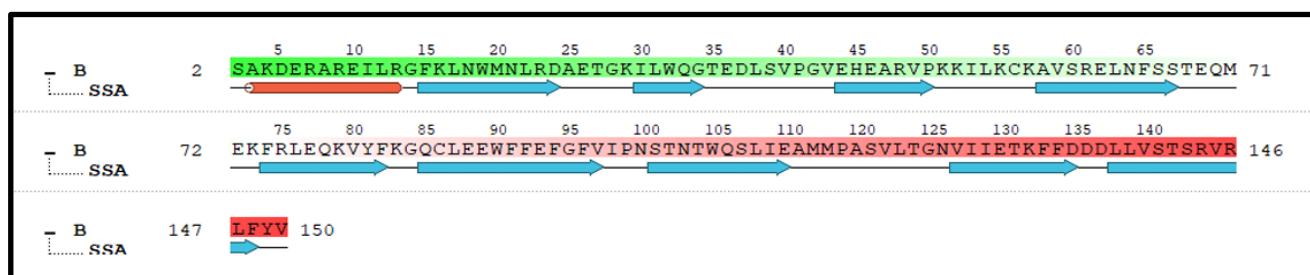 5 10 15 20 25 30 35 40 45 50 55 60 65
B 2 SAKDERAREILRGFKLNWMNLRDAETGKILWQGTEDLSVPGVEHEARVPKKILKCKAVSRELNFSSTEQM 71
SSA
75 80 85 90 95 100 105 110 120 125 130 135 140
B 72 EKFRLEQKVYFKGQCLEEWFFEFGFVIPNSTNTWQSLIEAMMPASVLTGNVIIETKFFDDDLLVSTSRVR 146
SSA
B 147 LFYV 150
SSA